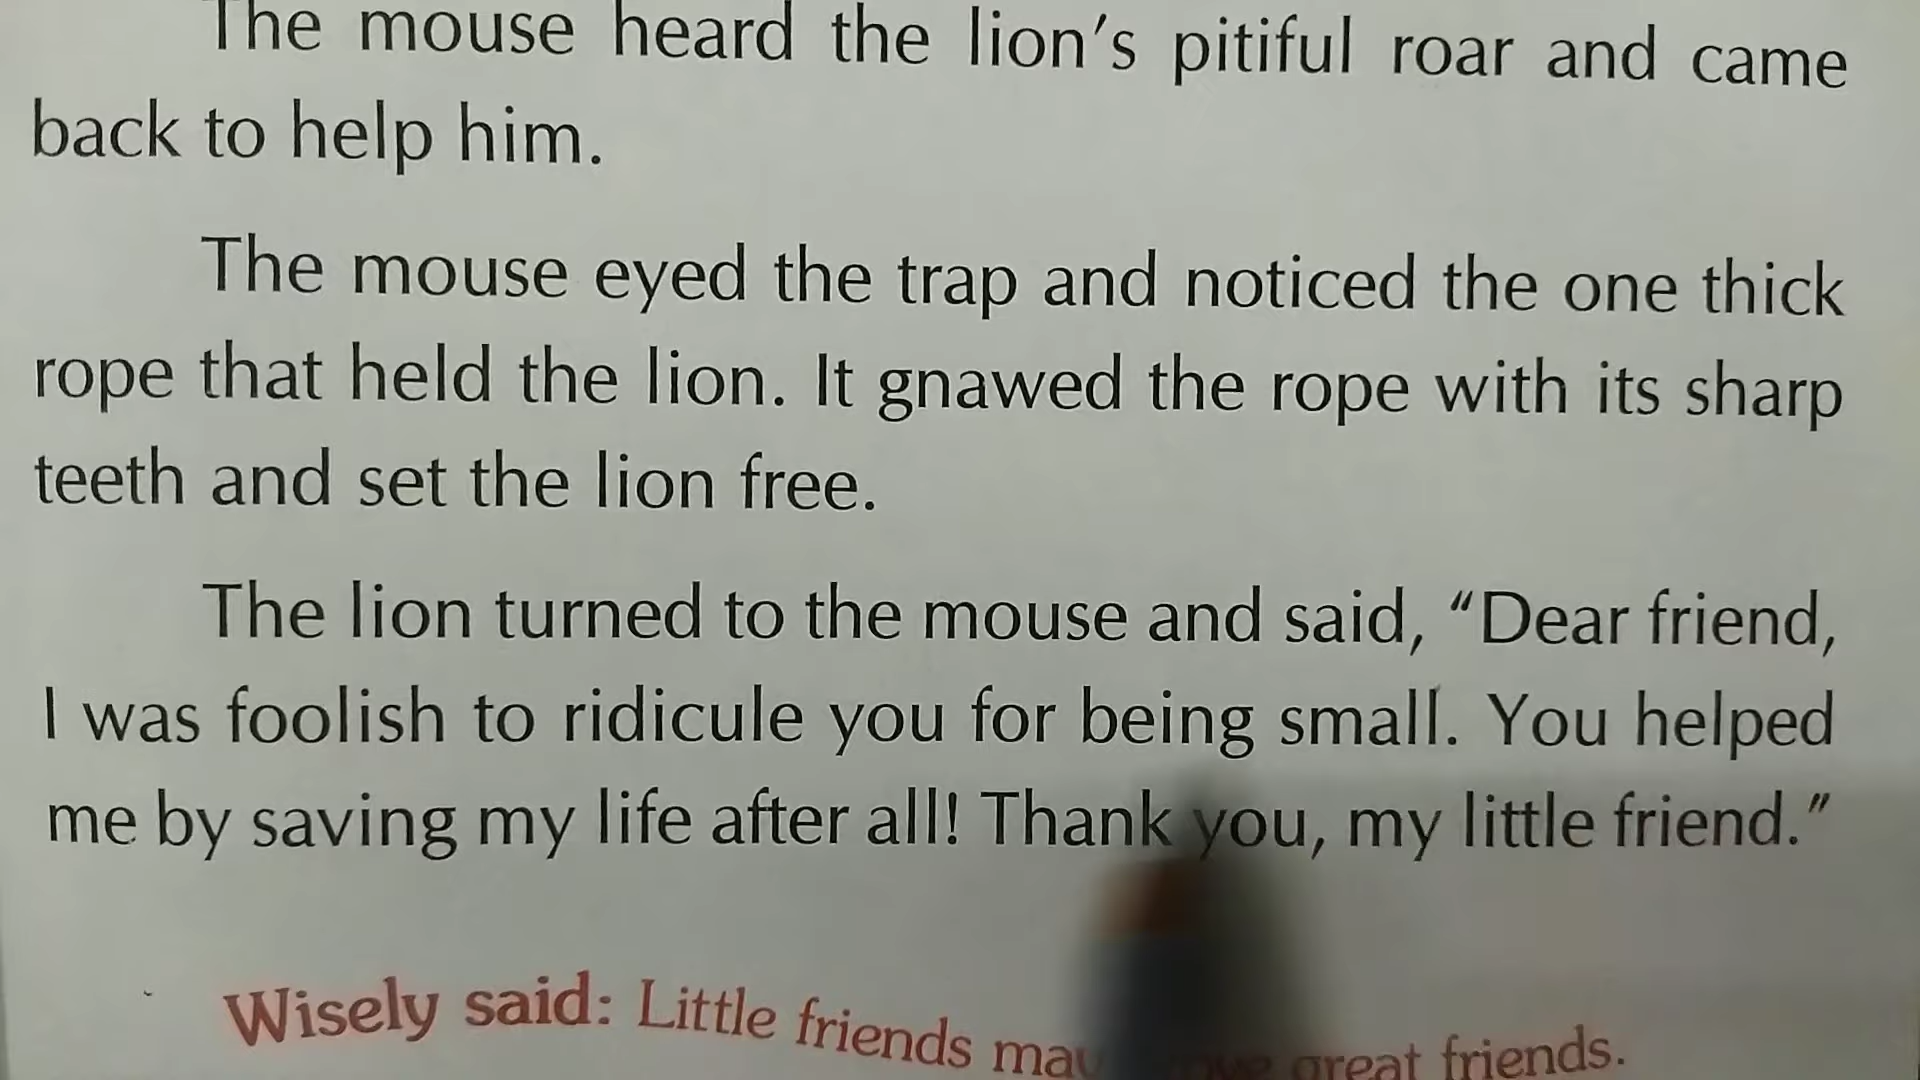 The mouse heard the lion's pitiful roar and came
back to help him.
The mouse eyed the trap and noticed the one thick
rope that held the lion. It gnawed the rope with its sharp
teeth and set the lion free.
The lion turned to the mouse and said, “Dear friend,
I was foolish to ridicule you for being small. You helped
me by saving my life after all! Thank you, my little friend.”
Wisely said: Little friends may great friends.